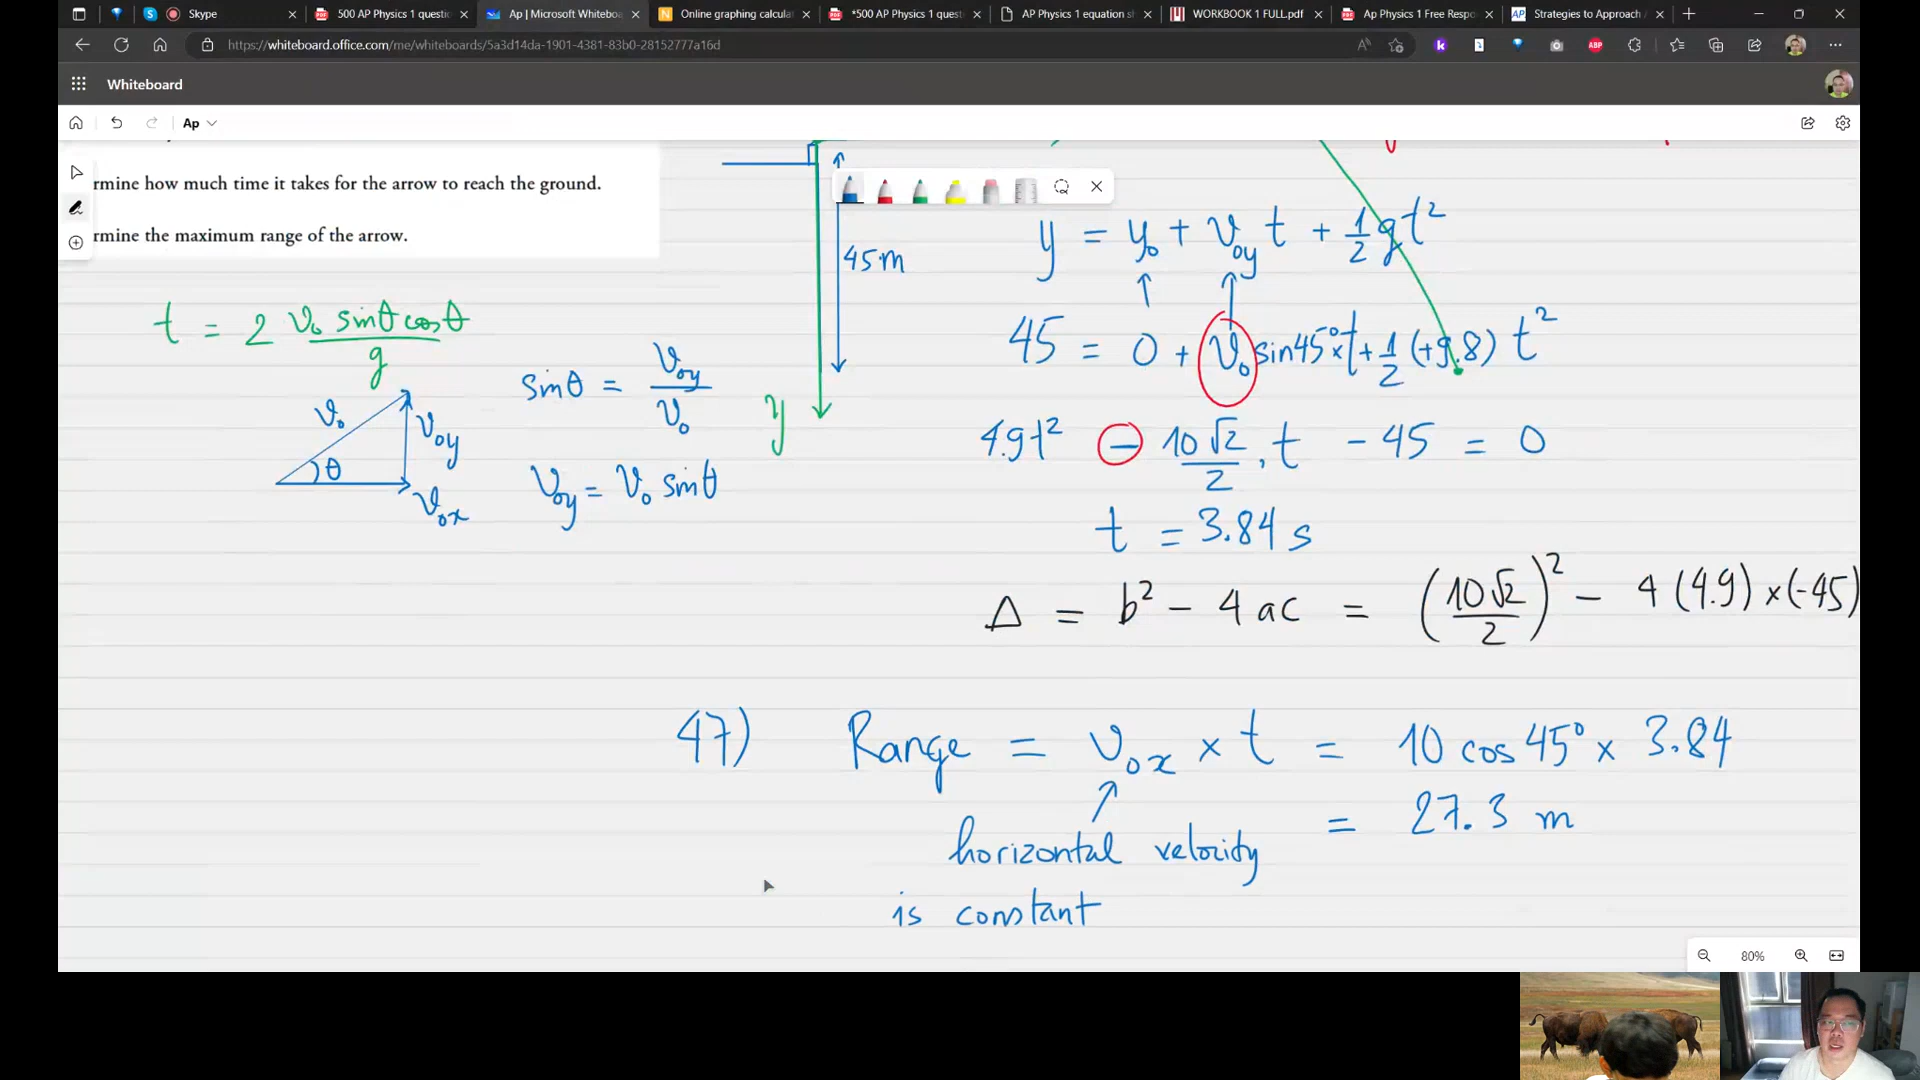 Skype
500 AP Physics 1 questi
Ap | Microsoft Whiteboa
Online graphing calcula
*500 AP Physics 1 quest
AP Physics 1 equation s
WORKBOOK 1 FULL.pdf
Ap Physics 1 Free Resp
Strategies to Approach
https://whiteboard.office.com/me/whiteboards/5a3d14da-1901-4381-83b0-28152777a16d
Whiteboard
Ap
rmine how much time it takes for the arrow to reach the ground.
rmine the maximum range of the arrow.
45m
y = y₀ + v₀y t + 1/2 gt²
t = 2 v₀ sinθ cosθ / g
45 = 0 + v₀ sin45° × t + 1/2 (+9.8) t²
sinθ = v₀y / v₀
y
v₀
v₀y
θ
v₀x
4.9t² − 10√2/2 . t − 45 = 0
v₀y = v₀ sinθ
t = 3.84 s
Δ = b² − 4ac = (10√2/2)² − 4 (4.9) × (-45)
47) Range = v₀x × t = 10 cos 45° × 3.84
= 27.3 m
horizontal velocity
is constant
80%